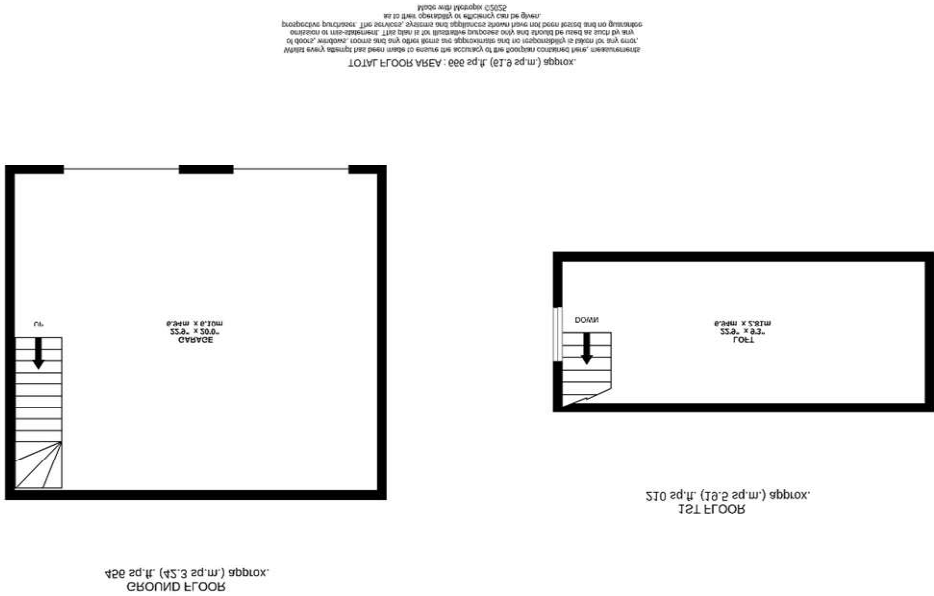 GROUND FLOOR
456 sq.ft. (42.3 sq.m.) approx.
1ST FLOOR
210 sq.ft. (19.5 sq.m.) approx.
GARAGE
22'9" x 20'0"
6.94m x 6.10m
UP
LOFT
22'9" x 9'3"
6.94m x 2.81m
DOWN
TOTAL FLOOR AREA : 666 sq.ft. (61.9 sq.m.) approx.
Whilst every attempt has been made to ensure the accuracy of the floorplan contained here, measurements
of doors, windows, rooms and any other items are approximate and no responsibility is taken for any error,
omission or mis-statement. This plan is for illustrative purposes only and should be used as such by any
prospective purchaser. The services, systems and appliances shown have not been tested and no guarantee
as to their operability or efficiency can be given.
Made with Metropix ©2025